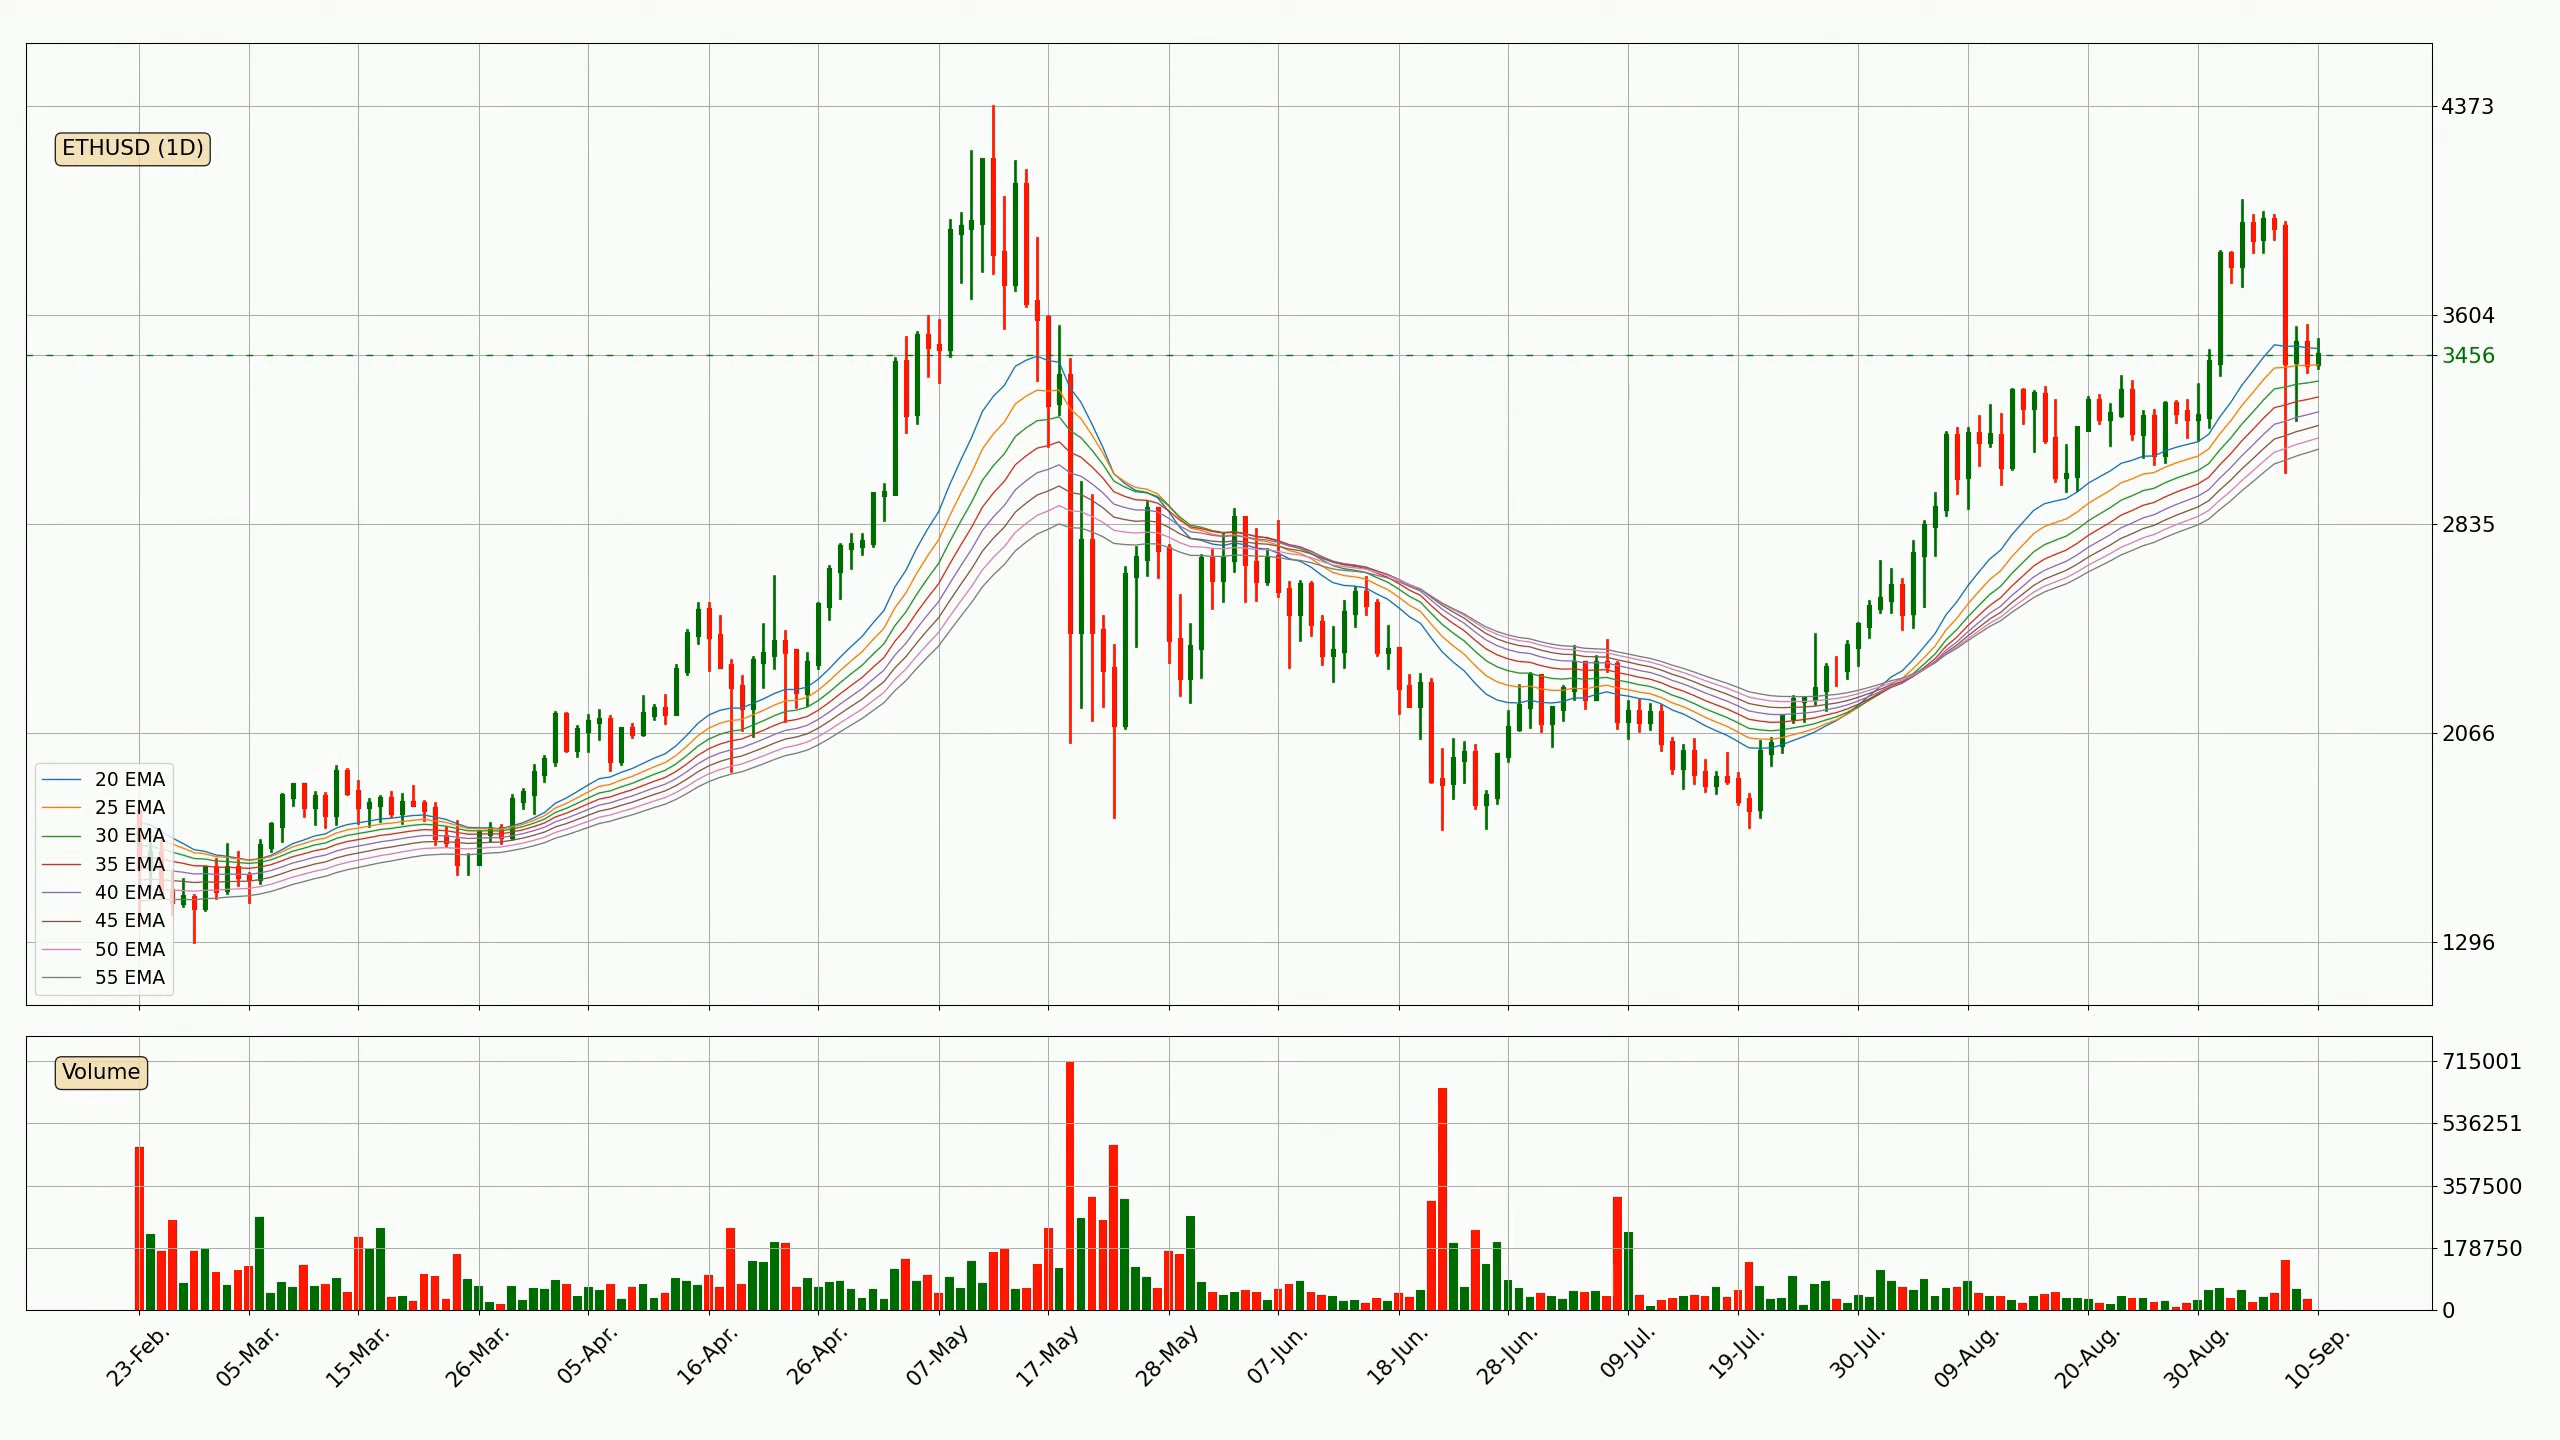 ETHUSD (1D)
4373
3604
3456
2835
2066
1296
20 EMA
25 EMA
30 EMA
35 EMA
40 EMA
45 EMA
50 EMA
55 EMA
Volume
715001
536251
357500
178750
0
23-Feb. 05-Mar. 15-Mar. 26-Mar. 05-Apr. 16-Apr. 26-Apr. 07-May 17-May 28-May 07-Jun. 18-Jun. 28-Jun. 09-Jul. 19-Jul. 30-Jul. 09-Aug. 20-Aug. 30-Aug. 10-Sep.